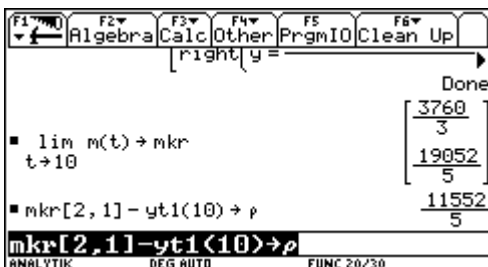 F1 F2 Algebra F3 Calc F4 Other F5 PrgmIO F6 Clean Up
[right[y =
Done
▪ lim m(t)→mkr [3760/3
t→10 19052/5]
▪ mkr[2,1]-yt1(10)→ρ 11552/5
mkr[2,1]-yt1(10)→ρ
ANALYTIK DEG AUTO FUNC 20/30